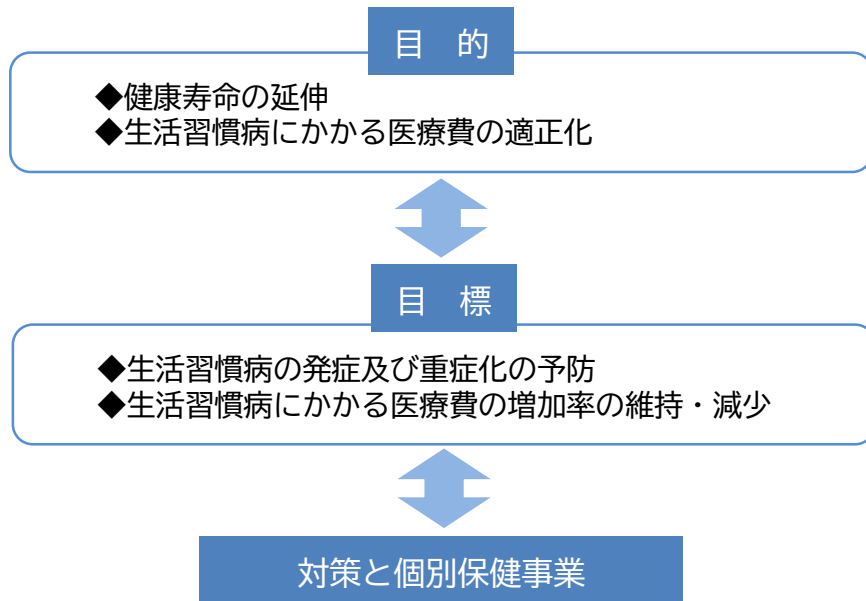 目　的
◆健康寿命の延伸
◆生活習慣病にかかる医療費の適正化
目　標
◆生活習慣病の発症及び重症化の予防
◆生活習慣病にかかる医療費の増加率の維持・減少
対策と個別保健事業